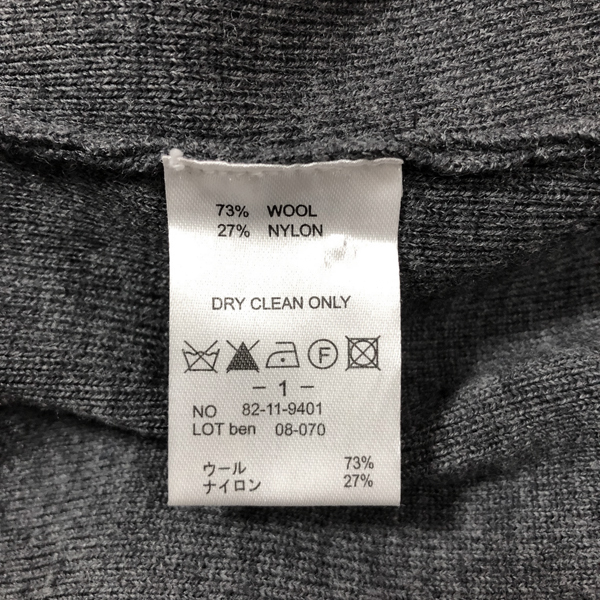 73% WOOL
27% NYLON
DRY CLEAN ONLY
F
- 1 -
NO 82-11-9401
LOT ben 08-070
ウール 73%
ナイロン 27%